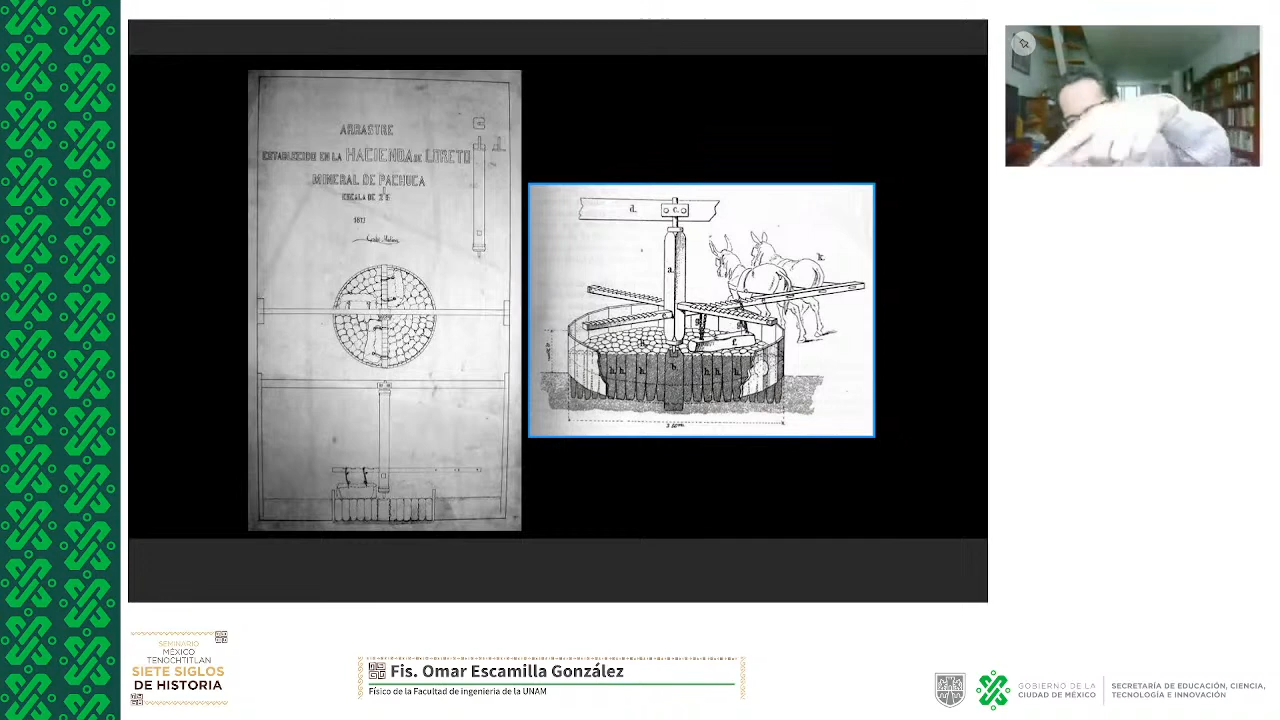 ARRASTRE
ESTABLECIDO EN LA HACIENDA DE LORETO
MINERAL DE PACHUCA
ESCALA DE
d.
c.
a.
k.
f.
h. h. h. b. h. h. h.
SEMINARIO
MÉXICO
TENOCHTITLAN
SIETE SIGLOS
DE HISTORIA
Fis. Omar Escamilla González
Físico de la Facultad de ingeniería de la UNAM
GOBIERNO DE LA
CIUDAD DE MÉXICO
SECRETARÍA DE EDUCACIÓN, CIENCIA,
TECNOLOGÍA E INNOVACIÓN